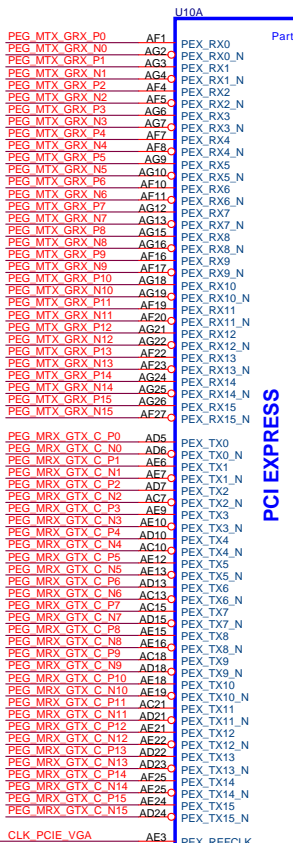 U10A
Part
PEG_MTX_GRX_P0 AF1 PEX_RX0
PEG_MTX_GRX_N0 AG2 PEX_RX0_N
PEG_MTX_GRX_P1 AG3 PEX_RX1
PEG_MTX_GRX_N1 AG4 PEX_RX1_N
PEG_MTX_GRX_P2 AF4 PEX_RX2
PEG_MTX_GRX_N2 AF5 PEX_RX2_N
PEG_MTX_GRX_P3 AG6 PEX_RX3
PEG_MTX_GRX_N3 AG7 PEX_RX3_N
PEG_MTX_GRX_P4 AF7 PEX_RX4
PEG_MTX_GRX_N4 AF8 PEX_RX4_N
PEG_MTX_GRX_P5 AG9 PEX_RX5
PEG_MTX_GRX_N5 AG10 PEX_RX5_N
PEG_MTX_GRX_P6 AF10 PEX_RX6
PEG_MTX_GRX_N6 AF11 PEX_RX6_N
PEG_MTX_GRX_P7 AG12 PEX_RX7
PEG_MTX_GRX_N7 AG13 PEX_RX7_N
PEG_MTX_GRX_P8 AG15 PEX_RX8
PEG_MTX_GRX_N8 AG16 PEX_RX8_N
PEG_MTX_GRX_P9 AF16 PEX_RX9
PEG_MTX_GRX_N9 AF17 PEX_RX9_N
PEG_MTX_GRX_P10 AG18 PEX_RX10
PEG_MTX_GRX_N10 AG19 PEX_RX10_N
PEG_MTX_GRX_P11 AF19 PEX_RX11
PEG_MTX_GRX_N11 AF20 PEX_RX11_N
PEG_MTX_GRX_P12 AG21 PEX_RX12
PEG_MTX_GRX_N12 AG22 PEX_RX12_N
PEG_MTX_GRX_P13 AF22 PEX_RX13
PEG_MTX_GRX_N13 AF23 PEX_RX13_N
PEG_MTX_GRX_P14 AG24 PEX_RX14
PEG_MTX_GRX_N14 AG25 PEX_RX14_N
PEG_MTX_GRX_P15 AG26 PEX_RX15
PEG_MTX_GRX_N15 AF27 PEX_RX15_N
PCI EXPRESS
PEG_MRX_GTX_C_P0 AD5 PEX_TX0
PEG_MRX_GTX_C_N0 AD6 PEX_TX0_N
PEG_MRX_GTX_C_P1 AE6 PEX_TX1
PEG_MRX_GTX_C_N1 AE7 PEX_TX1_N
PEG_MRX_GTX_C_P2 AD7 PEX_TX2
PEG_MRX_GTX_C_N2 AC7 PEX_TX2_N
PEG_MRX_GTX_C_P3 AE9 PEX_TX3
PEG_MRX_GTX_C_N3 AE10 PEX_TX3_N
PEG_MRX_GTX_C_P4 AD10 PEX_TX4
PEG_MRX_GTX_C_N4 AC10 PEX_TX4_N
PEG_MRX_GTX_C_P5 AE12 PEX_TX5
PEG_MRX_GTX_C_N5 AE13 PEX_TX5_N
PEG_MRX_GTX_C_P6 AD13 PEX_TX6
PEG_MRX_GTX_C_N6 AC13 PEX_TX6_N
PEG_MRX_GTX_C_P7 AC15 PEX_TX7
PEG_MRX_GTX_C_N7 AD15 PEX_TX7_N
PEG_MRX_GTX_C_P8 AE15 PEX_TX8
PEG_MRX_GTX_C_N8 AE16 PEX_TX8_N
PEG_MRX_GTX_C_P9 AC18 PEX_TX9
PEG_MRX_GTX_C_N9 AD18 PEX_TX9_N
PEG_MRX_GTX_C_P10 AE18 PEX_TX10
PEG_MRX_GTX_C_N10 AE19 PEX_TX10_N
PEG_MRX_GTX_C_P11 AC21 PEX_TX11
PEG_MRX_GTX_C_N11 AD21 PEX_TX11_N
PEG_MRX_GTX_C_P12 AE21 PEX_TX12
PEG_MRX_GTX_C_N12 AE22 PEX_TX12_N
PEG_MRX_GTX_C_P13 AD22 PEX_TX13
PEG_MRX_GTX_C_N13 AD23 PEX_TX13_N
PEG_MRX_GTX_C_P14 AF25 PEX_TX14
PEG_MRX_GTX_C_N14 AE25 PEX_TX14_N
PEG_MRX_GTX_C_P15 AE24 PEX_TX15
PEG_MRX_GTX_C_N15 AD24 PEX_TX15_N
CLK_PCIE_VGA AE3 PEX_REFCLK